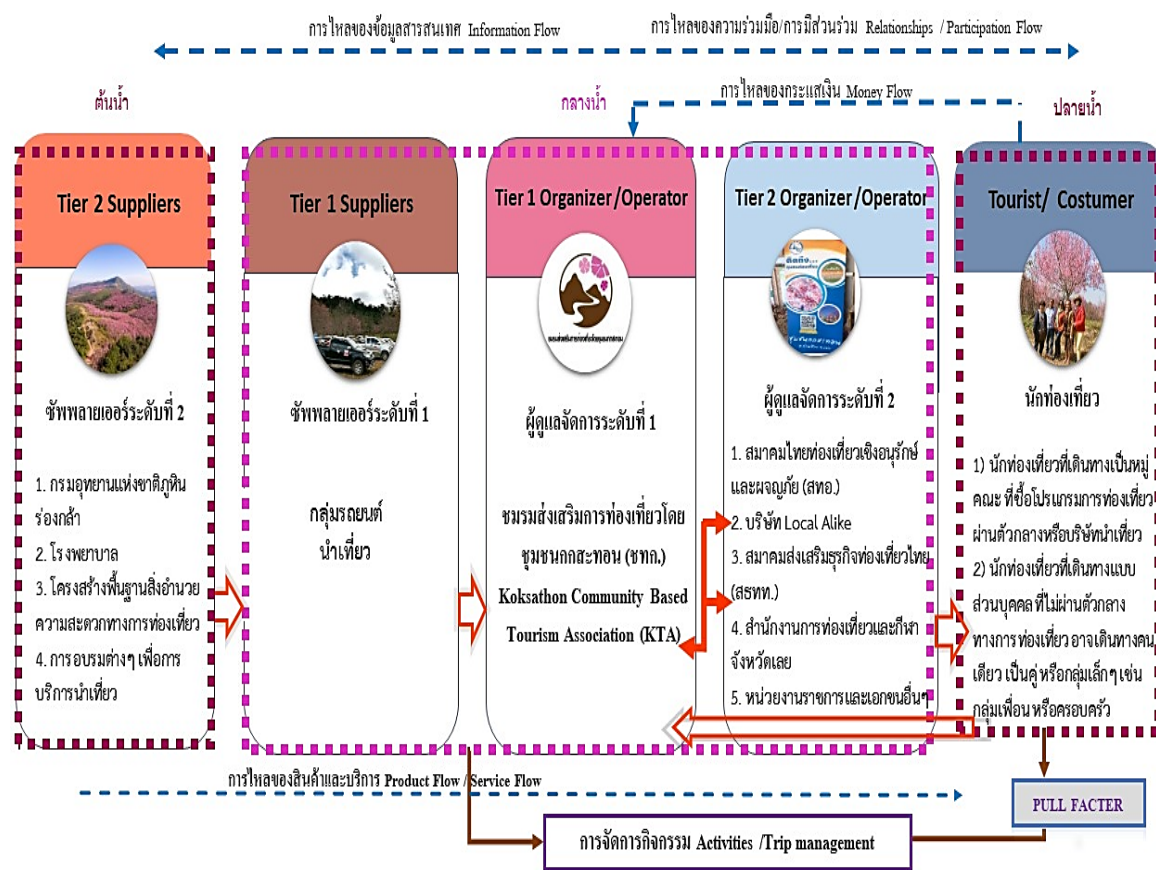 การไหลของข้อมูลสารสนเทศ Information Flow
การไหลของความร่วมมือ/การมีส่วนร่วม Relationships / Participation Flow
การไหลของกระแสเงิน Money Flow
ต้นน้ำ
กลางน้ำ
ปลายน้ำ
Tier 2 Suppliers
ซัพพลายเออร์ระดับที่ 2
1. กรมอุทยานแห่งชาติภูหิน
ร่องกล้า
2. โรงพยาบาล
3. โครงสร้างพื้นฐานสิ่งอำนวย
ความสะดวกทางการท่องเที่ยว
4. การอบรมต่างๆ เพื่อการ
บริการนำเที่ยว
Tier 1 Suppliers
ซัพพลายเออร์ระดับที่ 1
กลุ่มรถยนต์
นำเที่ยว
Tier 1 Organizer/Operator
ผู้ดูแลจัดการระดับที่ 1
ชมรมส่งเสริมการท่องเที่ยวโดย
ชุมชนกกสะทอน (ชทก.)
Koksathon Community Based
Tourism Association (KTA)
Tier 2 Organizer/Operator
คิดถึง...
ผู้ดูแลจัดการระดับที่ 2
1. สมาคมไทยท่องเที่ยวเชิงอนุรักษ์
และผจญภัย (สทอ.)
2. บริษัท Local Alike
3. สมาคมส่งเสริมธุรกิจท่องเที่ยวไทย
(สธทท.)
4. สำนักงานการท่องเที่ยวและกีฬา
จังหวัดเลย
5. หน่วยงานราชการและเอกชนอื่นๆ
Tourist/ Costumer
นักท่องเที่ยว
1) นักท่องเที่ยวที่เดินทางเป็นหมู่
คณะ ที่ซื้อโปรแกรมการท่องเที่ยว
ผ่านตัวกลางหรือบริษัทนำเที่ยว
2) นักท่องเที่ยวที่เดินทางแบบ
ส่วนบุคคล ที่ไม่ผ่านตัวกลาง
ทางการท่องเที่ยว อาจเดินทางคน
เดียว เป็นคู่ หรือกลุ่มเล็กๆ เช่น
กลุ่มเพื่อน หรือครอบครัว
การไหลของสินค้าและบริการ Product Flow / Service Flow
PULL FACTER
การจัดการกิจกรรม Activities /Trip management